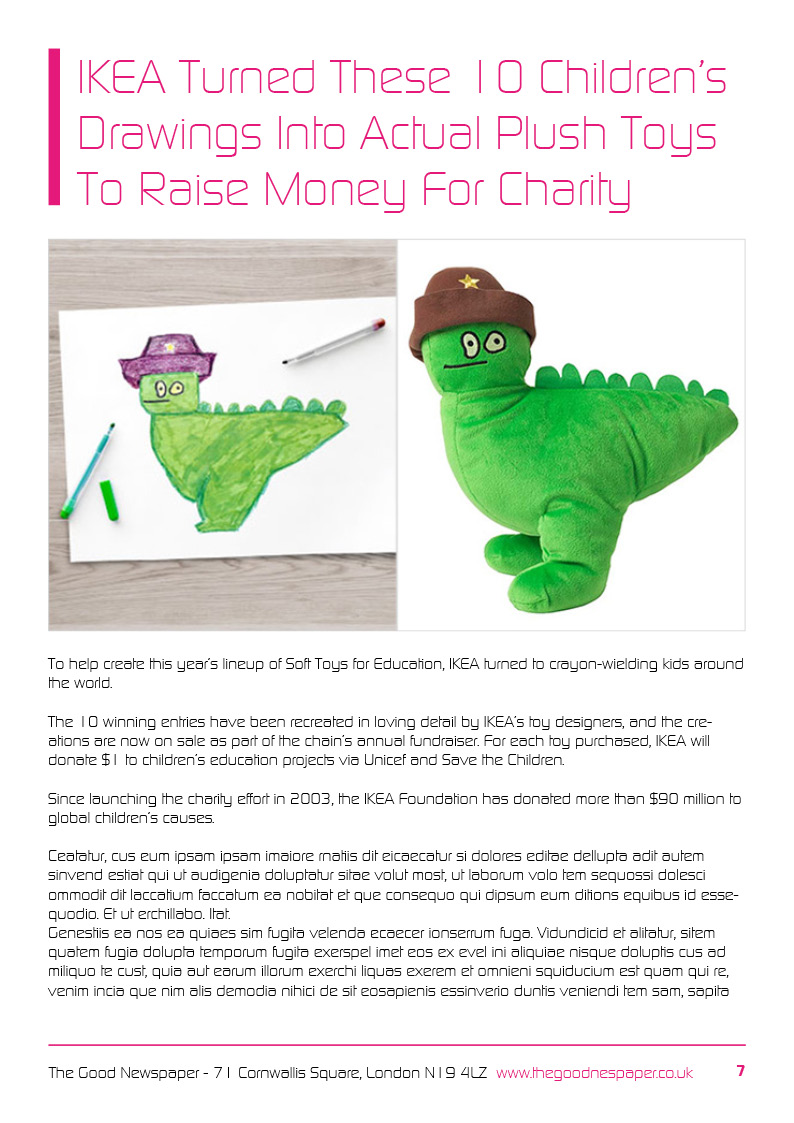 IKEA Turned These 10 Children's
Drawings Into Actual Plush Toys
To Raise Money For Charity
To help create this year's lineup of Soft Toys for Education, IKEA turned to crayon-wielding kids around
the world.
The 10 winning entries have been recreated in loving detail by IKEA's toy designers, and the cre-
ations are now on sale as part of the chain's annual fundraiser. For each toy purchased, IKEA will
donate $1 to children's education projects via Unicef and Save the Children.
Since launching the charity effort in 2003, the IKEA Foundation has donated more than $90 million to
global children's causes.
Ceatatur, cus eum ipsam ipsam imaiore rnatiis dit eicaecatur si dolores editae dellupta adit autem
sinvend estiat qui ut audigenia doluptatur sitae volut most, ut laborum volo tem sequossi dolesci
ommodit dit laccatium faccatum ea nobitat et que consequo qui dipsum eum ditions equibus id esse-
quodio. Et ut erchillabo. Itat.
Genestiis ea nos ea quiaes sim fugita velenda ecaecer ionserrum fuga. Vidundicid et alitatur, sitem
quatem fugia dolupta temporum fugita exerspel imet eos ex evel ini aliquiae nisque doluptis cus ad
miliquo te cust, quia aut earum illorum exerchi liquas exerem et omnieni squiducium est quam qui re,
venim incia que nim alis demodia nihici de sit eosapienis essinverio duntis veniendi tem sam, sapita
The Good Newspaper - 71 Cornwallis Square, London N19 4LZ www.thegoodnespaper.co.uk 7